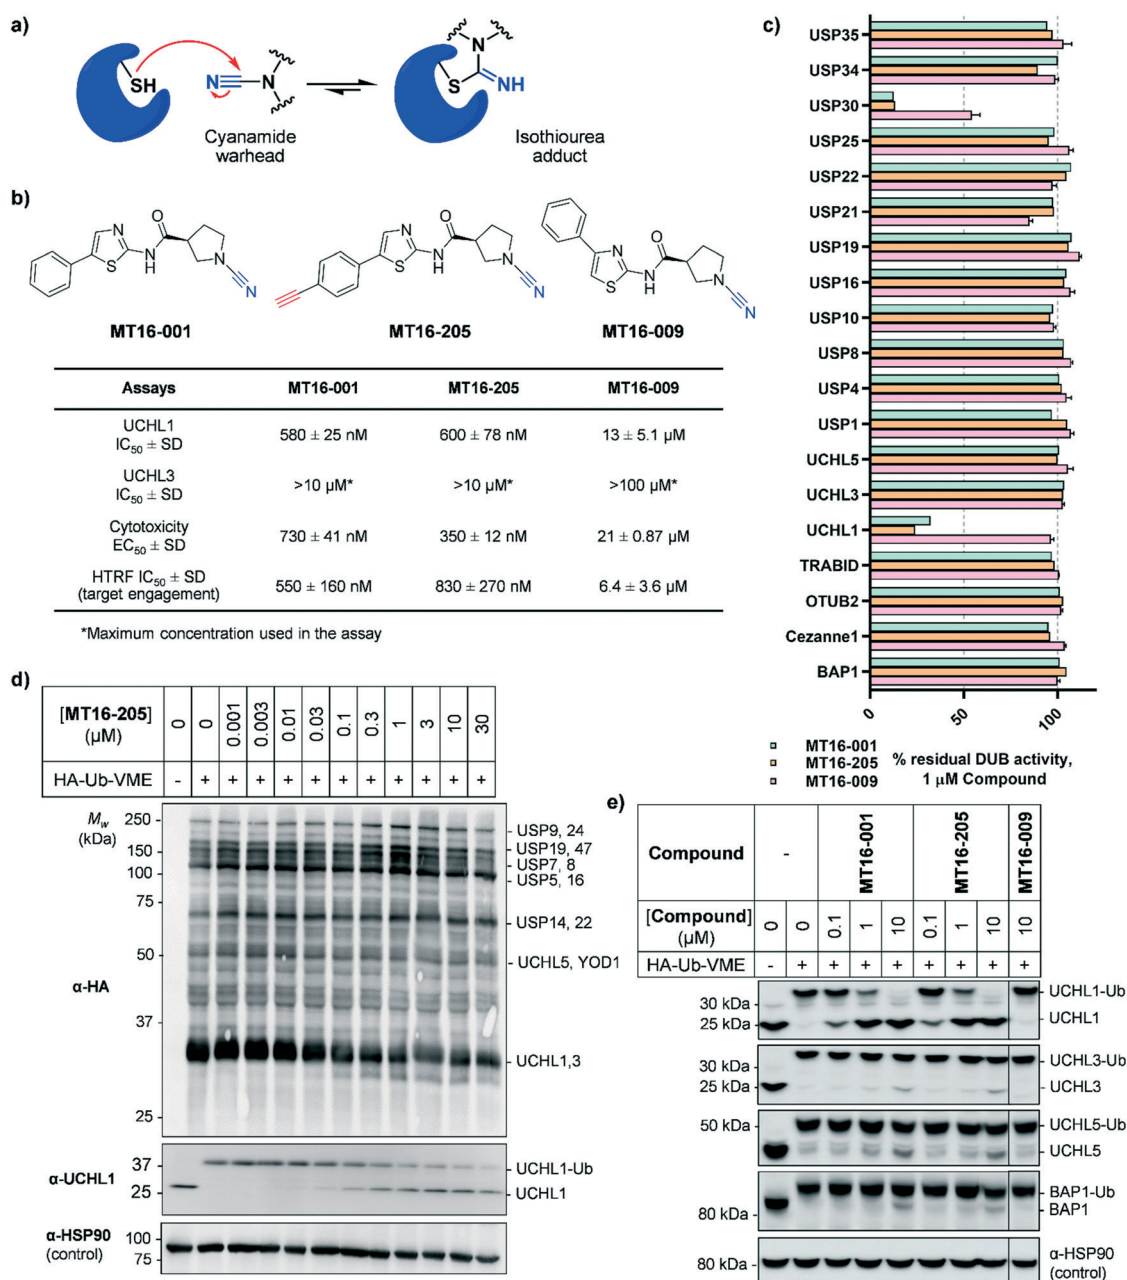 a)
SH
N
N
N
S
NH
Cyanamide
warhead
Isothiourea
adduct
b)
N
S
N
H
O
N
N
N
S
N
H
O
N
N
N
S
NH
O
N
N
MT16-001
MT16-205
MT16-009
Assays MT16-001 MT16-205 MT16-009
UCHL1
IC50 ± SD
580 ± 25 nM 600 ± 78 nM 13 ± 5.1 µM
UCHL3
IC50 ± SD
>10 µM* >10 µM* >100 µM*
Cytotoxicity
EC50 ± SD
730 ± 41 nM 350 ± 12 nM 21 ± 0.87 µM
HTRF IC50 ± SD
(target engagement)
550 ± 160 nM 830 ± 270 nM 6.4 ± 3.6 µM
*Maximum concentration used in the assay
c)
USP35
USP34
USP30
USP25
USP22
USP21
USP19
USP16
USP10
USP8
USP4
USP1
UCHL5
UCHL3
UCHL1
TRABID
OTUB2
Cezanne1
BAP1
0 50 100
MT16-001
MT16-205
MT16-009
% residual DUB activity,
1 µM Compound
d)
[MT16-205]
(µM)
0 0 0.001 0.003 0.01 0.03 0.1 0.3 1 3 10 30
HA-Ub-VME - + + + + + + + + + + +
Mw
(kDa)
250
150
100
75
50
37
25
α-HA
USP9, 24
USP19, 47
USP7, 8
USP5, 16
USP14, 22
UCHL5, YOD1
UCHL1,3
α-UCHL1
37
25
UCHL1-Ub
UCHL1
α-HSP90
(control)
100
75
e)
Compound - MT16-001 MT16-205 MT16-009
[Compound]
(µM)
0 0 0.1 1 10 0.1 1 10 10
HA-Ub-VME - + + + + + + + +
30 kDa
25 kDa
UCHL1-Ub
UCHL1
30 kDa
25 kDa
UCHL3-Ub
UCHL3
50 kDa
UCHL5-Ub
UCHL5
80 kDa
BAP1-Ub
BAP1
80 kDa
α-HSP90
(control)